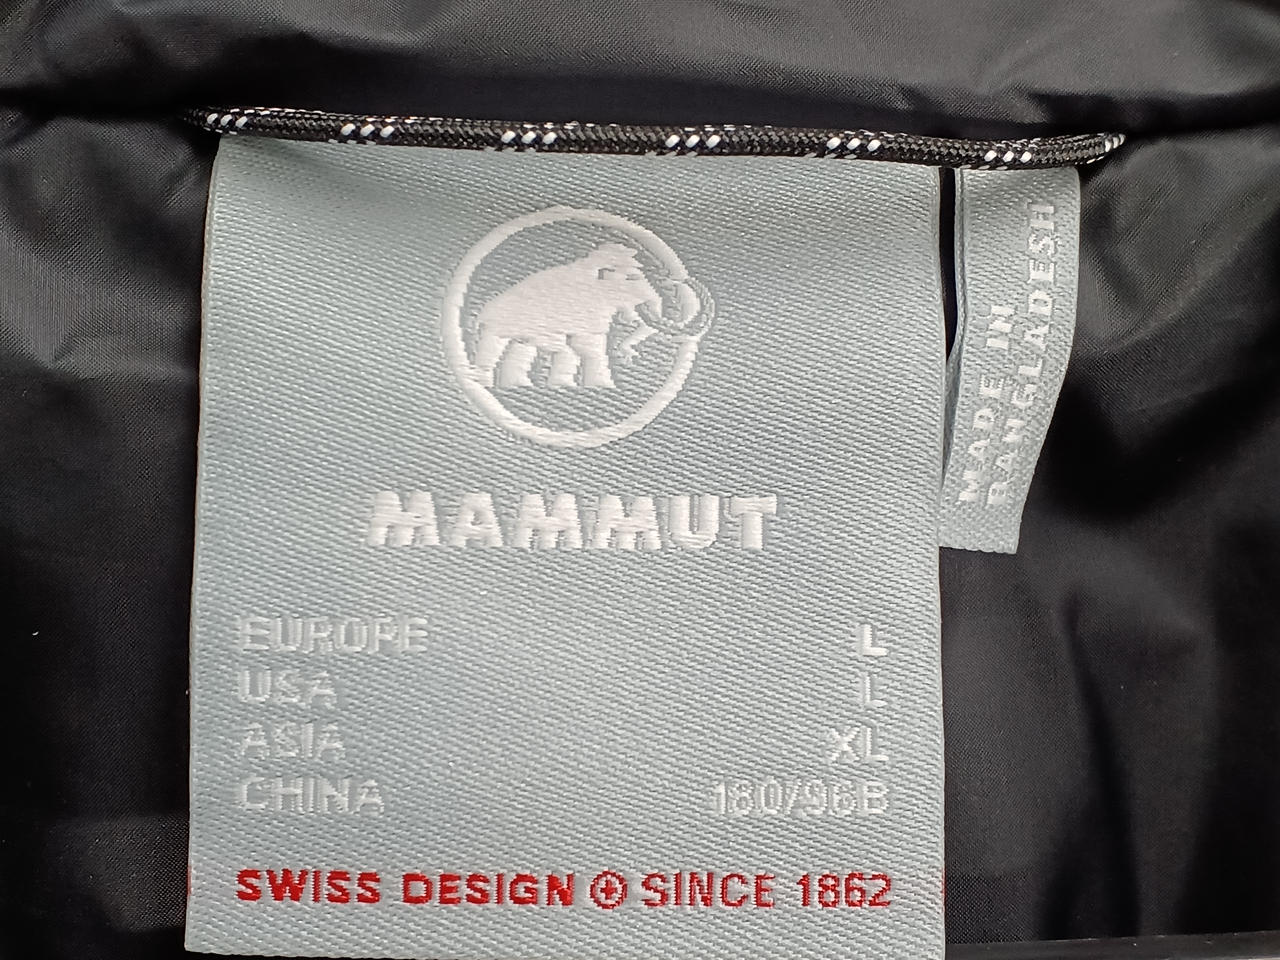 MAMMUT
EUROPE L
USA L
ASIA XL
CHINA 180/96B
SWISS DESIGN SINCE 1862
MADE IN
BANGLADESH